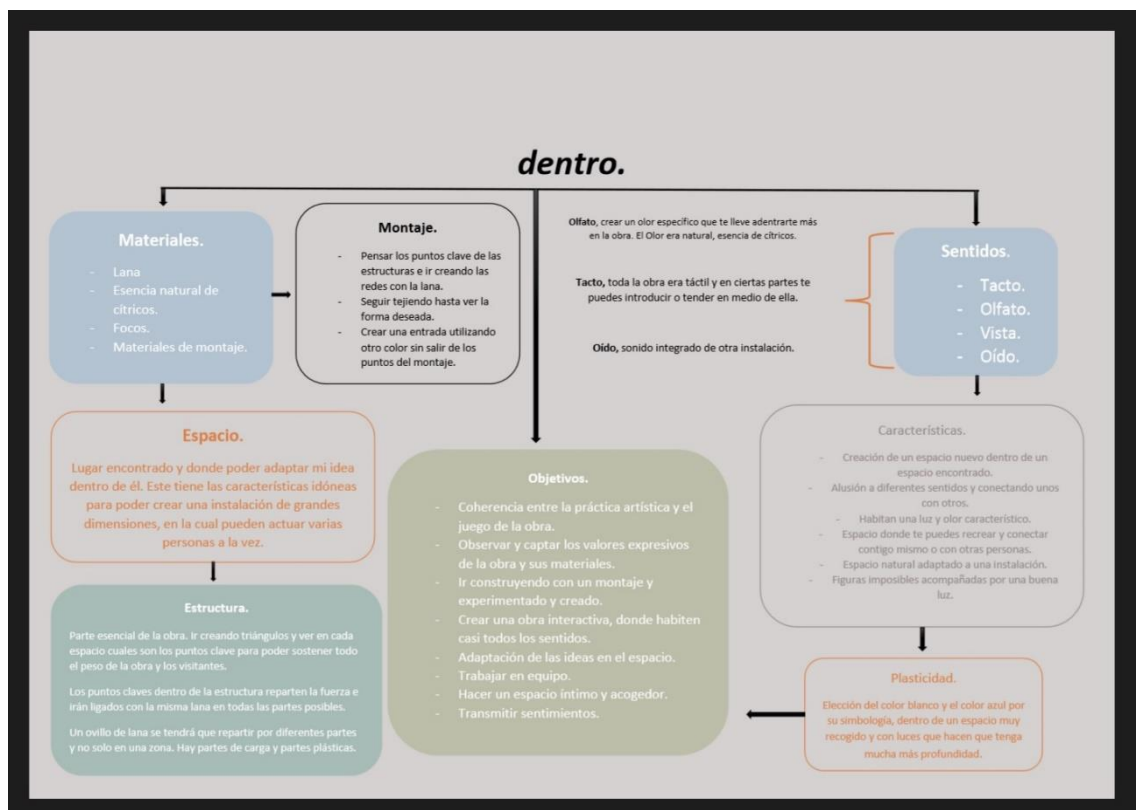 dentro.
Materiales.
- Lana
- Esencia natural de
cítricos.
- Focos.
- Materiales de montaje.
Montaje.
- Pensar los puntos clave de las
estructuras e ir creando las
redes con la lana.
- Seguir tejiendo hasta ver la
forma deseada.
- Crear una entrada utilizando
otro color sin salir de los
puntos del montaje.
Olfato, crear un olor específico que te lleve adentrarte más
en la obra. El Olor era natural, esencia de cítricos.
Tacto, toda la obra era táctil y en ciertas partes te
puedes introducir o tender en medio de ella.
Oído, sonido integrado de otra instalación.
Sentidos.
- Tacto.
- Olfato.
- Vista.
- Oído.
Espacio.
Lugar encontrado y donde poder adaptar mi idea
dentro de él. Este tiene las características idóneas
para poder crear una instalación de grandes
dimensiones, en la cual pueden actuar varias
personas a la vez.
Estructura.
Parte esencial de la obra. Ir creando triángulos y ver en cada
espacio cuales son los puntos clave para poder sostener todo
el peso de la obra y los visitantes.
Los puntos claves dentro de la estructura reparten la fuerza e
irán ligados con la misma lana en todas las partes posibles.
Un ovillo de lana se tendrá que repartir por diferentes partes
y no solo en una zona. Hay partes de carga y partes plásticas.
Objetivos.
- Coherencia entre la práctica artística y el
juego de la obra.
- Observar y captar los valores expresivos
de la obra y sus materiales.
- Ir construyendo con un montaje y
experimentado y creado.
- Crear una obra interactiva, donde habiten
casi todos los sentidos.
- Adaptación de las ideas en el espacio.
- Trabajar en equipo.
- Hacer un espacio íntimo y acogedor.
- Transmitir sentimientos.
Características.
- Creación de un espacio nuevo dentro de un
espacio encontrado.
- Alusión a diferentes sentidos y conectando unos
con otros.
- Habitan una luz y olor característico.
- Espacio donde te puedes recrear y conectar
contigo mismo o con otras personas.
- Espacio natural adaptado a una instalación.
- Figuras imposibles acompañadas por una buena
luz.
Plasticidad.
Elección del color blanco y el color azul por
su simbología, dentro de un espacio muy
recogido y con luces que hacen que tenga
mucha más profundidad.